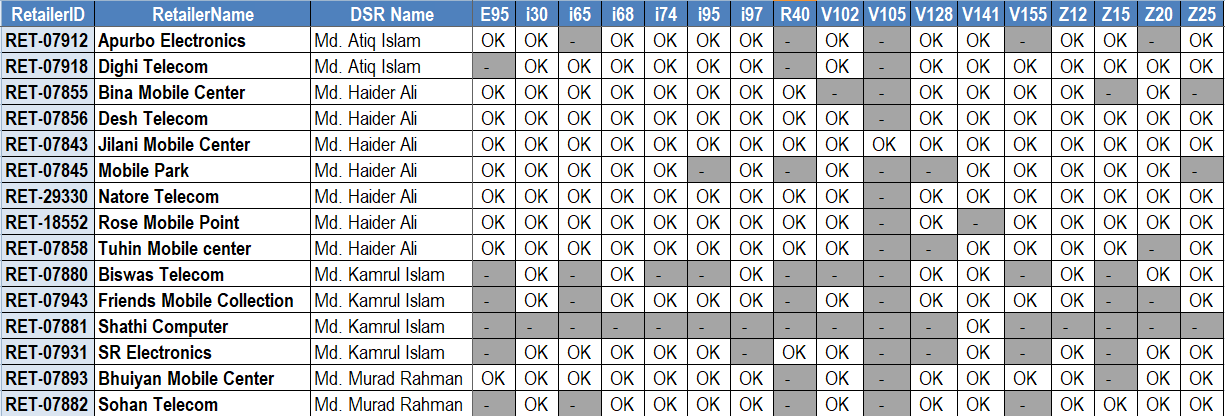 RetailerID RetailerName DSR Name E95 i30 i65 i68 i74 i95 i97 R40 V102 V105 V128 V141 V155 Z12 Z15 Z20 Z25
RET-07912 Apurbo Electronics Md. Atiq Islam OK OK - OK OK OK OK - OK - OK OK - OK OK - OK
RET-07918 Dighi Telecom Md. Atiq Islam - OK OK OK OK OK OK - OK - OK OK OK OK OK OK OK
RET-07855 Bina Mobile Center Md. Haider Ali OK OK OK OK OK OK OK OK - - OK OK OK OK - OK -
RET-07856 Desh Telecom Md. Haider Ali OK OK OK OK OK OK OK OK OK - OK OK OK OK OK OK OK
RET-07843 Jilani Mobile Center Md. Haider Ali OK OK OK OK OK OK OK OK OK OK OK OK OK OK OK OK OK
RET-07845 Mobile Park Md. Haider Ali OK OK OK OK OK - OK - OK - - OK OK OK OK OK -
RET-29330 Natore Telecom Md. Haider Ali OK OK OK OK OK OK OK OK OK - OK OK OK OK OK OK OK
RET-18552 Rose Mobile Point Md. Haider Ali OK OK OK OK OK OK OK OK OK - OK - OK OK OK OK OK
RET-07858 Tuhin Mobile center Md. Haider Ali OK OK OK OK OK OK OK OK OK - - OK OK OK OK - OK
RET-07880 Biswas Telecom Md. Kamrul Islam - OK - OK - - OK - - - OK OK - OK - OK OK
RET-07943 Friends Mobile Collection Md. Kamrul Islam - OK - OK OK OK OK - OK - OK OK OK OK - - OK
RET-07881 Shathi Computer Md. Kamrul Islam - - - - - - - - - - - OK - - - - -
RET-07931 SR Electronics Md. Kamrul Islam - OK OK OK OK OK - OK OK - - OK - OK - OK OK
RET-07893 Bhuiyan Mobile Center Md. Murad Rahman OK OK OK OK OK OK OK - OK - OK OK OK OK - OK OK
RET-07882 Sohan Telecom Md. Murad Rahman - OK - OK OK OK OK - OK - OK OK - OK OK OK OK